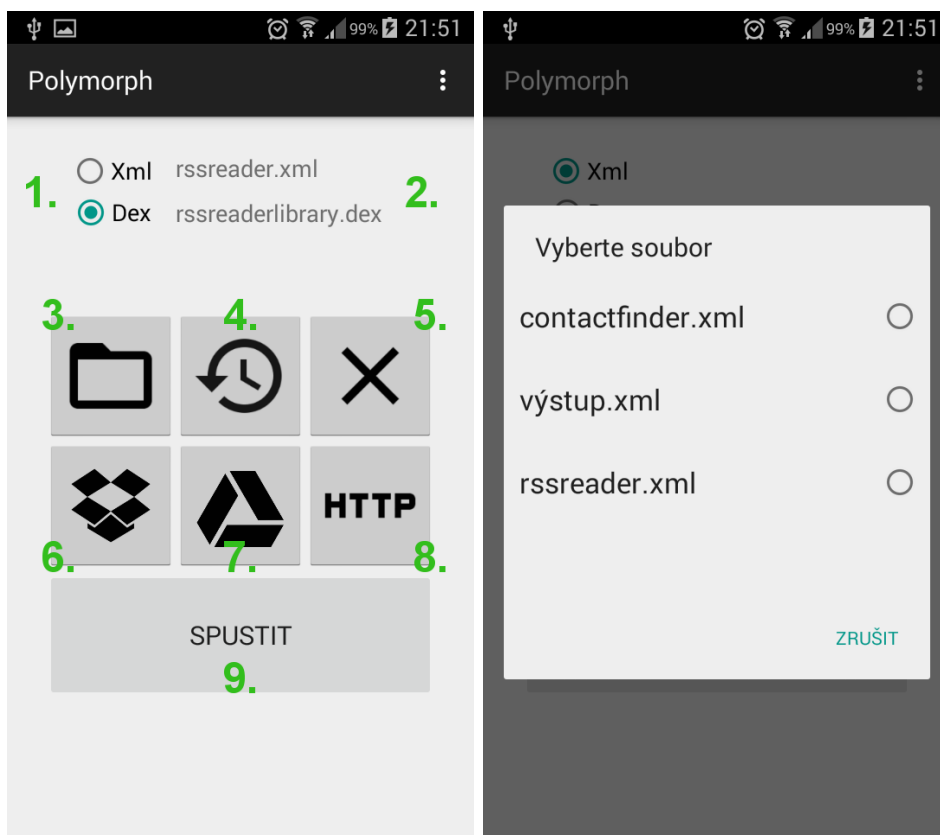 99% 21:51
Polymorph
1.
Xml rssreader.xml
2.
Dex rssreaderlibrary.dex
3.
4.
5.
HTTP
6.
7.
8.
SPUSTIT
9.
99% 21:51
Polymorph
Xml
Vyberte soubor
contactfinder.xml
výstup.xml
rssreader.xml
ZRUŠIT